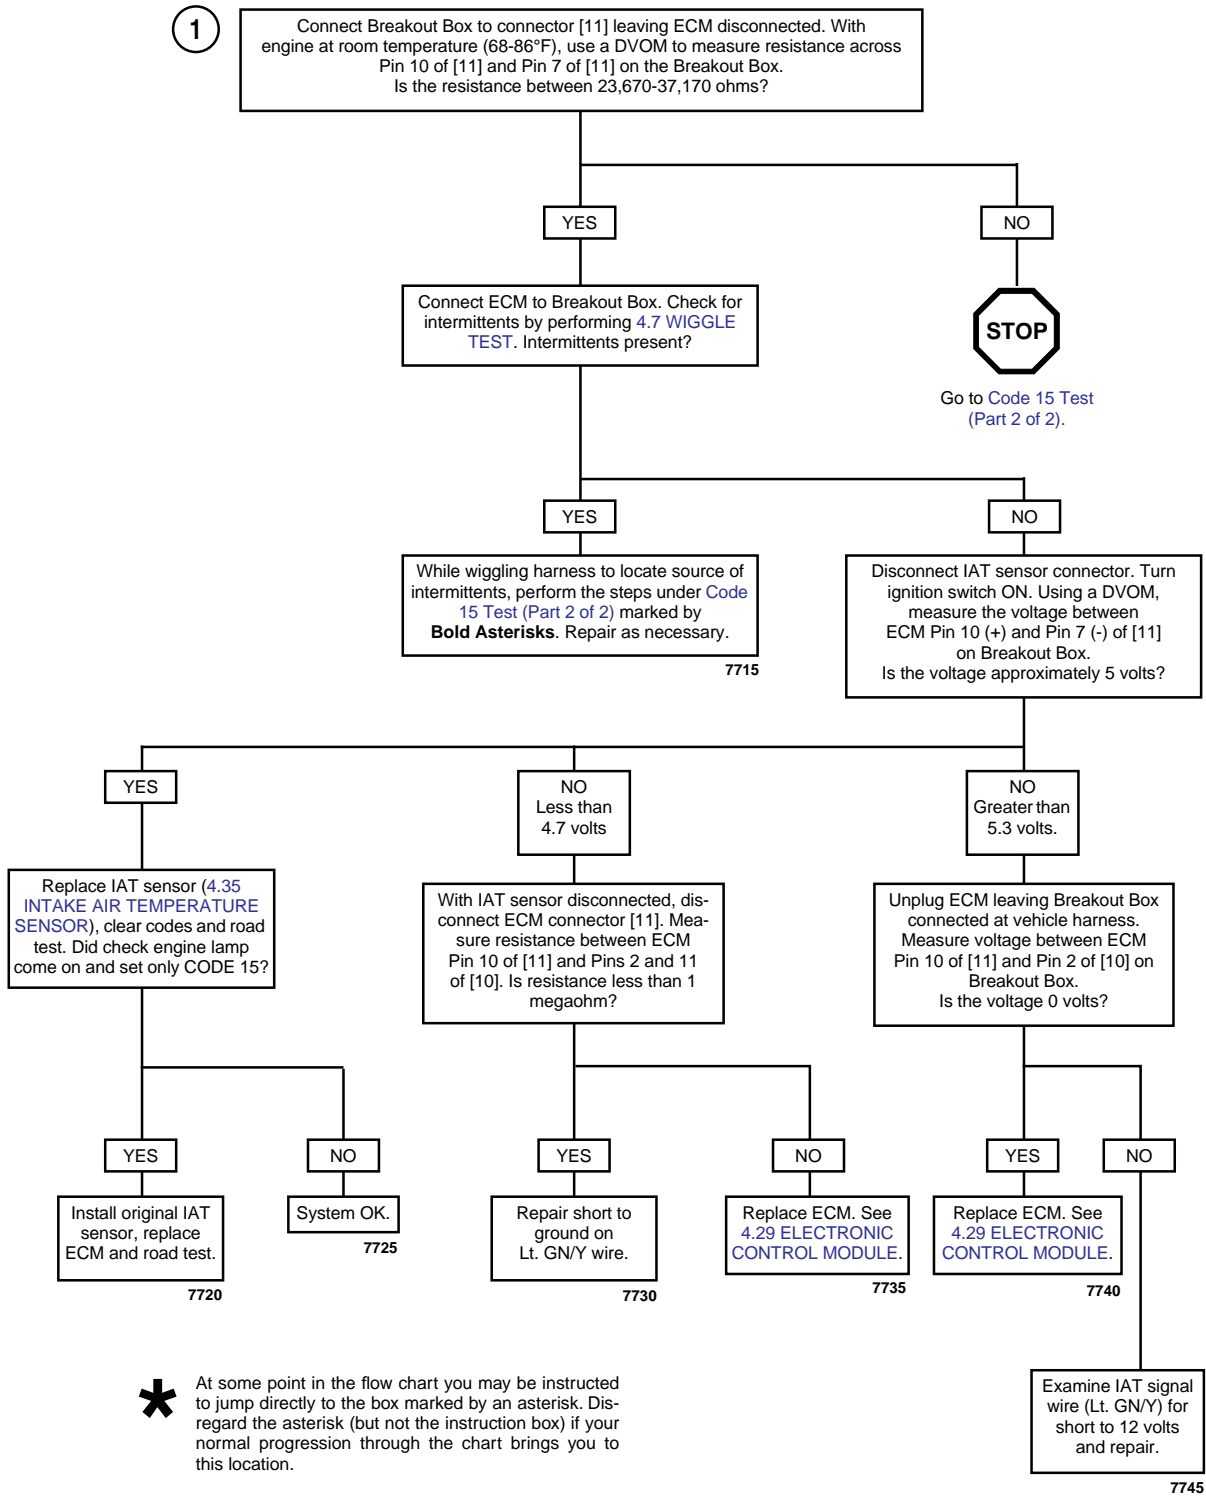 1
Connect Breakout Box to connector [11] leaving ECM disconnected. With
engine at room temperature (68-86°F), use a DVOM to measure resistance across
Pin 10 of [11] and Pin 7 of [11] on the Breakout Box.
Is the resistance between 23,670-37,170 ohms?
YES
NO
Connect ECM to Breakout Box. Check for
intermittents by performing 4.7 WIGGLE
TEST. Intermittents present?
STOP
Go to Code 15 Test
(Part 2 of 2).
YES
NO
While wiggling harness to locate source of
intermittents, perform the steps under Code
15 Test (Part 2 of 2) marked by
Bold Asterisks. Repair as necessary.
7715
Disconnect IAT sensor connector. Turn
ignition switch ON. Using a DVOM,
measure the voltage between
ECM Pin 10 (+) and Pin 7 (-) of [11]
on Breakout Box.
Is the voltage approximately 5 volts?
YES
NO
Less than
4.7 volts
NO
Greater than
5.3 volts.
Replace IAT sensor (4.35
INTAKE AIR TEMPERATURE
SENSOR), clear codes and road
test. Did check engine lamp
come on and set only CODE 15?
With IAT sensor disconnected, dis-
connect ECM connector [11]. Mea-
sure resistance between ECM
Pin 10 of [11] and Pins 2 and 11
of [10]. Is resistance less than 1
megaohm?
Unplug ECM leaving Breakout Box
connected at vehicle harness.
Measure voltage between ECM
Pin 10 of [11] and Pin 2 of [10] on
Breakout Box.
Is the voltage 0 volts?
YES
NO
YES
NO
YES
NO
Install original IAT
sensor, replace
ECM and road test.
7720
System OK.
7725
Repair short to
ground on
Lt. GN/Y wire.
7730
Replace ECM. See
4.29 ELECTRONIC
CONTROL MODULE.
7735
Replace ECM. See
4.29 ELECTRONIC
CONTROL MODULE.
7740
Examine IAT signal
wire (Lt. GN/Y) for
short to 12 volts
and repair.
7745
* At some point in the flow chart you may be instructed
to jump directly to the box marked by an asterisk. Dis-
regard the asterisk (but not the instruction box) if your
normal progression through the chart brings you to
this location.